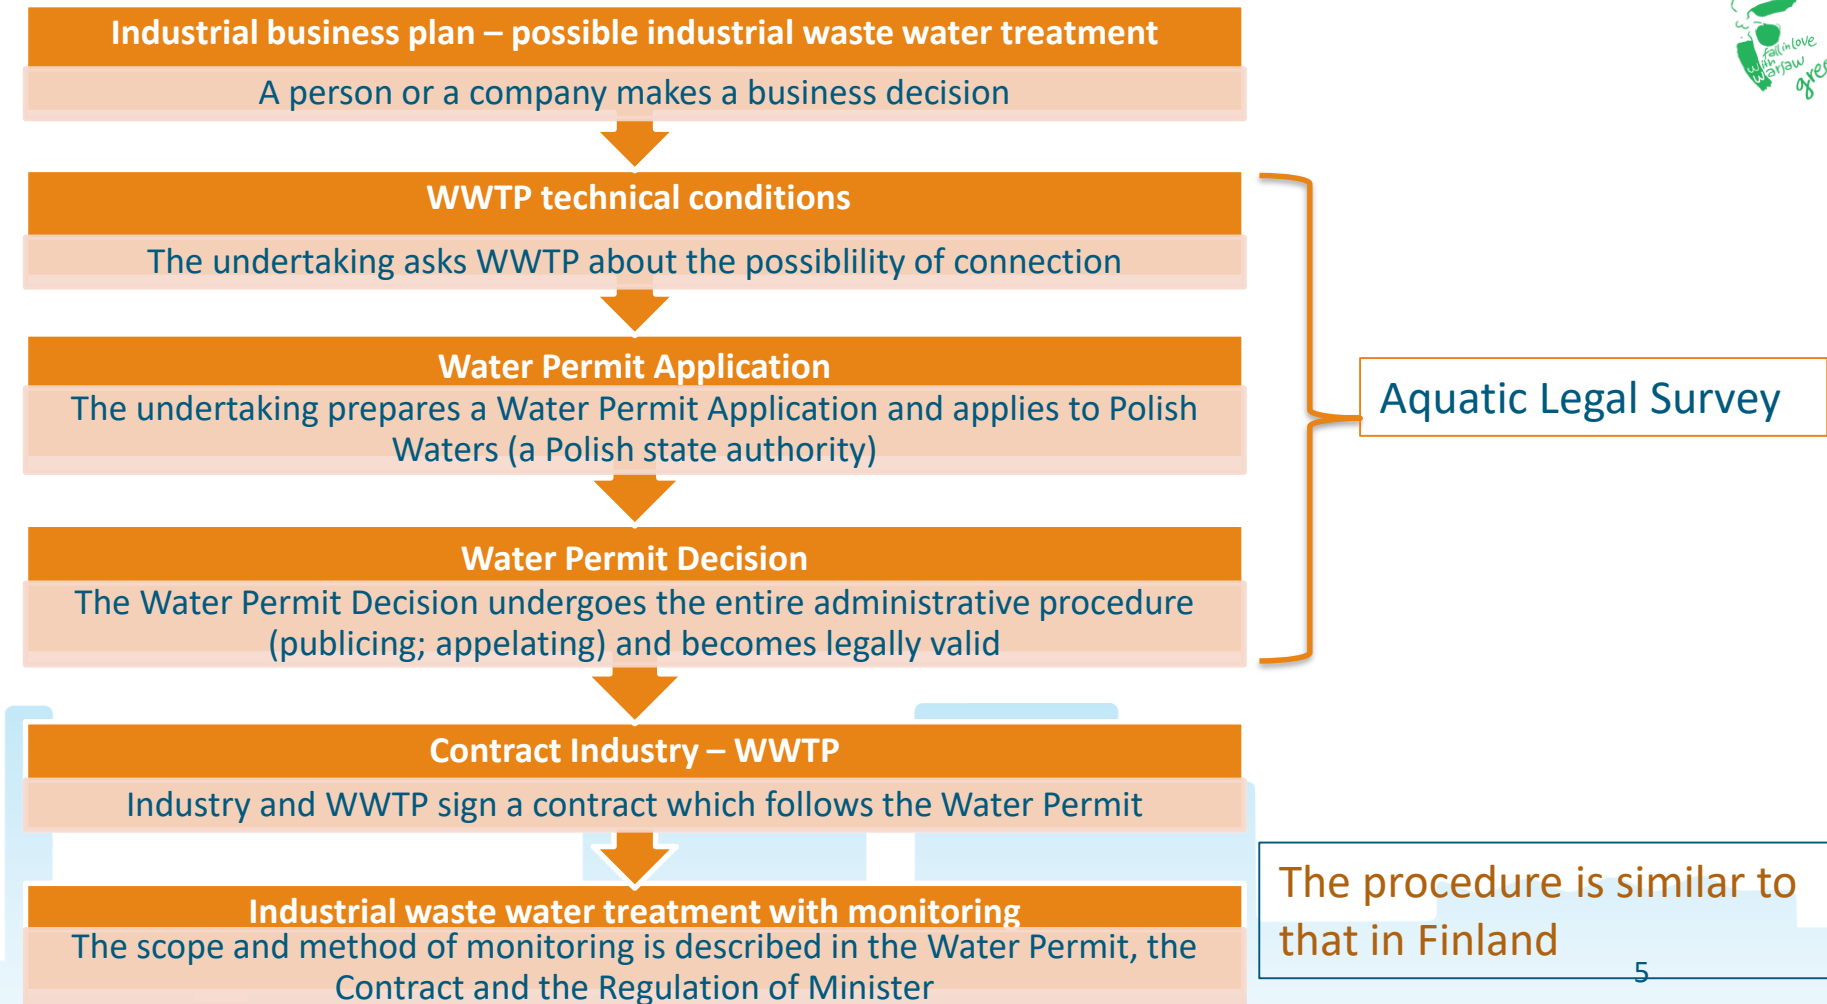 Industrial business plan – possible industrial waste water treatment
A person or a company makes a business decision
WWTP technical conditions
The undertaking asks WWTP about the possiblility of connection
Water Permit Application
The undertaking prepares a Water Permit Application and applies to Polish
Waters (a Polish state authority)
Water Permit Decision
The Water Permit Decision undergoes the entire administrative procedure
(publicing; appelating) and becomes legally valid
Contract Industry – WWTP
Industry and WWTP sign a contract which follows the Water Permit
Industrial waste water treatment with monitoring
The scope and method of monitoring is described in the Water Permit, the
Contract and the Regulation of Minister
fall in love
with
warsaw
Aquatic Legal Survey
The procedure is similar to
that in Finland
5